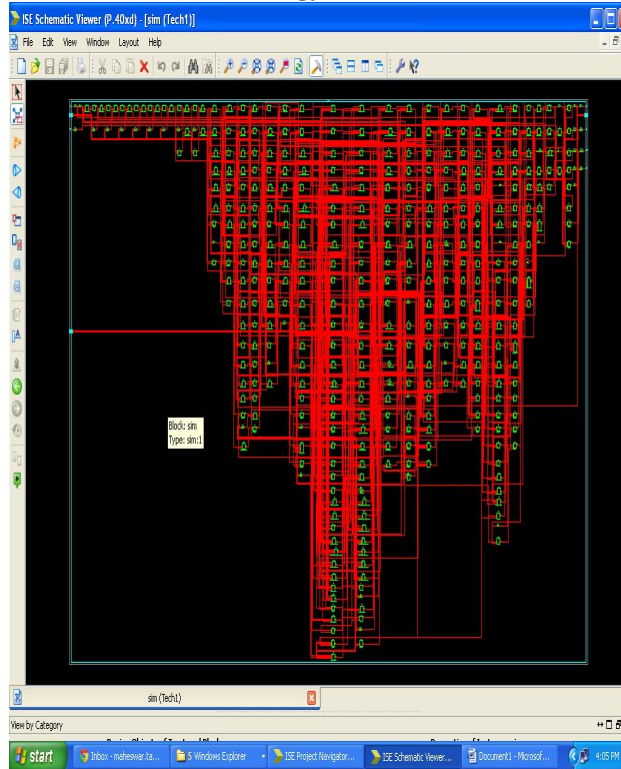 ISE Schematic Viewer (P.40xd) - [sim (Tech1)]
File Edit View Window Layout Help
Block: sim
Type: sim:1
sim (Tech1)
View by Category
start
Inbox - maheswar.ta...
5 Windows Explorer
ISE Project Navigator...
ISE Schematic Viewer...
Document1 - Microsof...
4:05 PM